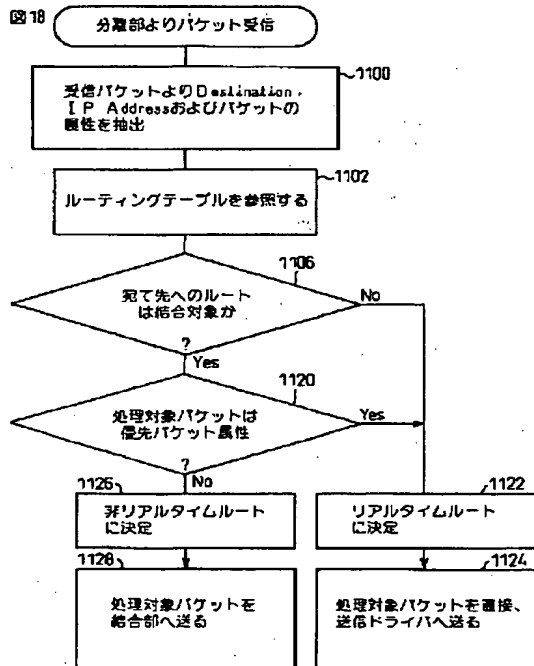 図18
分離部よりパケット受信
1100
受信パケットよりDestination.
IP Addressおよびパケットの
属性を抽出
1102
ルーティングテーブルを参照する
1106
宛て先へのルート
は結合対象か
?
No
Yes
1120
処理対象パケットは
優先パケット属性
?
Yes
No
1126
非リアルタイムルート
に決定
1122
リアルタイムルート
に決定
1128
処理対象パケットを
結合部へ送る
1124
処理対象パケットを直接、
送信ドライバへ送る